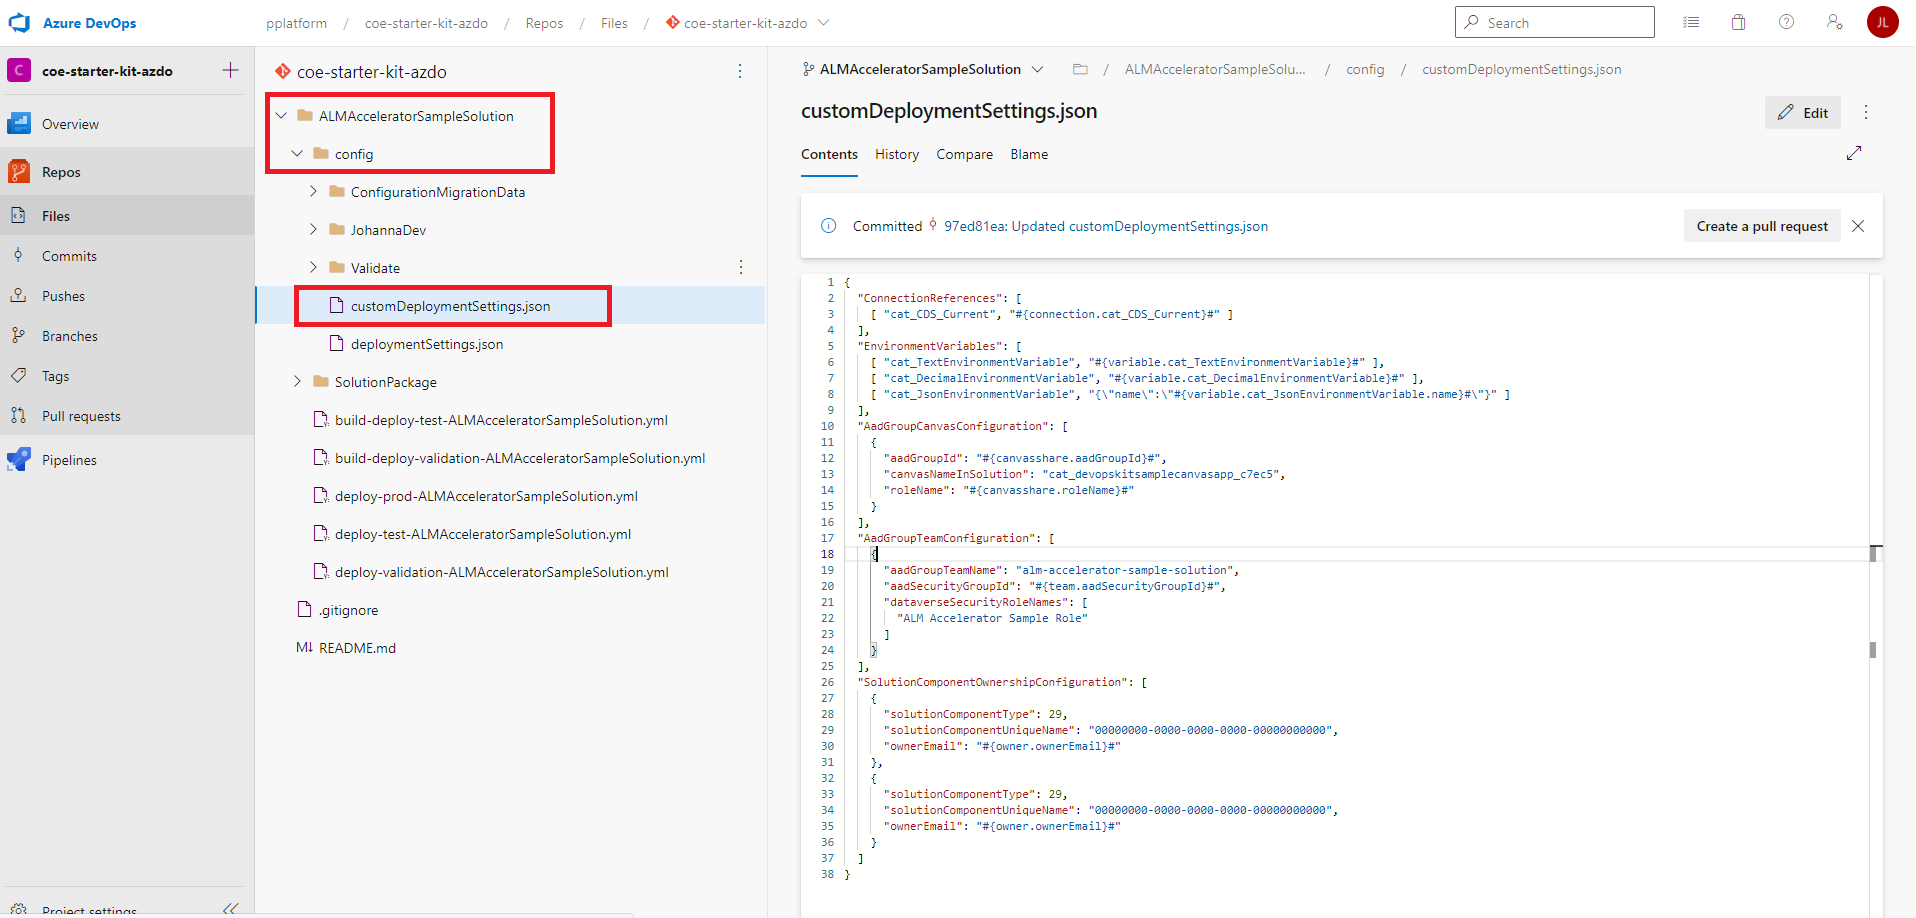 Azure DevOps
pplatform / coe-starter-kit-azdo / Repos / Files / coe-starter-kit-azdo
Search
JL
C coe-starter-kit-azdo
Overview
Repos
Files
Commits
Pushes
Branches
Tags
Pull requests
Pipelines
Project settings
coe-starter-kit-azdo
ALMAcceleratorSampleSolution
config
ConfigurationMigrationData
JohannaDev
Validate
customDeploymentSettings.json
deploymentSettings.json
SolutionPackage
build-deploy-test-ALMAcceleratorSampleSolution.yml
build-deploy-validation-ALMAcceleratorSampleSolution.yml
deploy-prod-ALMAcceleratorSampleSolution.yml
deploy-test-ALMAcceleratorSampleSolution.yml
deploy-validation-ALMAcceleratorSampleSolution.yml
.gitignore
M↓ README.md
ALMAcceleratorSampleSolution / ALMAcceleratorSampleSolu... / config / customDeploymentSettings.json
customDeploymentSettings.json
Edit
Contents History Compare Blame
Committed 97ed81ea: Updated customDeploymentSettings.json
Create a pull request
1 {
2 "ConnectionReferences": [
3 [ "cat_CDS_Current", "#{connection.cat_CDS_Current}#" ]
4 ],
5 "EnvironmentVariables": [
6 [ "cat_TextEnvironmentVariable", "#{variable.cat_TextEnvironmentVariable}#" ],
7 [ "cat_DecimalEnvironmentVariable", "#{variable.cat_DecimalEnvironmentVariable}#" ],
8 [ "cat_JsonEnvironmentVariable", "{\"name\":\"#{variable.cat_JsonEnvironmentVariable.name}#\"}" ]
9 ],
10 "AadGroupCanvasConfiguration": [
11 {
12 "aadGroupId": "#{canvasshare.aadGroupId}#",
13 "canvasNameInSolution": "cat_devopskitsamplecanvasapp_c7ec5",
14 "roleName": "#{canvasshare.roleName}#"
15 }
16 ],
17 "AadGroupTeamConfiguration": [
18 {
19 "aadGroupTeamName": "alm-accelerator-sample-solution",
20 "aadSecurityGroupId": "#{team.aadSecurityGroupId}#",
21 "dataverseSecurityRoleNames": [
22 "ALM Accelerator Sample Role"
23 ]
24 }
25 ],
26 "SolutionComponentOwnershipConfiguration": [
27 {
28 "solutionComponentType": 29,
29 "solutionComponentUniqueName": "00000000-0000-0000-0000-00000000000",
30 "ownerEmail": "#{owner.ownerEmail}#"
31 },
32 {
33 "solutionComponentType": 29,
34 "solutionComponentUniqueName": "00000000-0000-0000-0000-00000000000",
35 "ownerEmail": "#{owner.ownerEmail}#"
36 }
37 ]
38 }